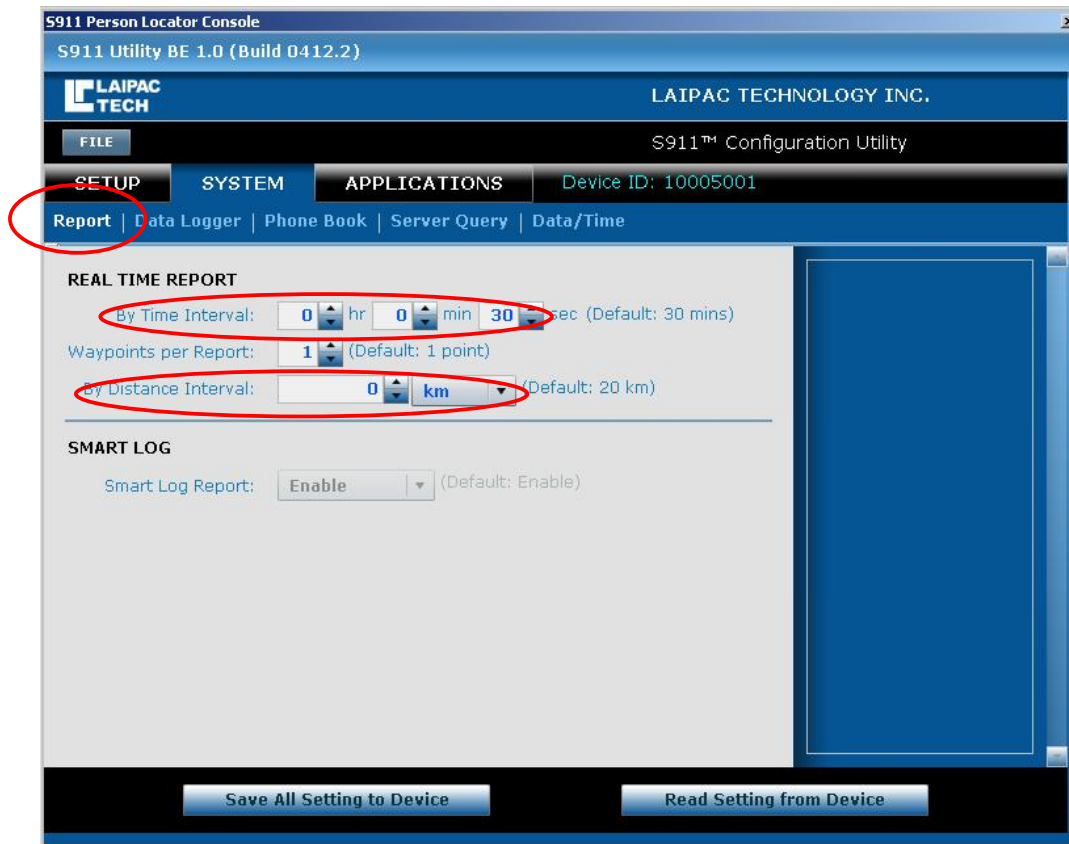 S911 Person Locator Console
S911 Utility BE 1.0 (Build 0412.2)
LAIPAC TECH
LAIPAC TECHNOLOGY INC.
FILE
S911™ Configuration Utility
SETUP SYSTEM APPLICATIONS Device ID: 10005001
Report | Data Logger | Phone Book | Server Query | Data/Time
REAL TIME REPORT
By Time Interval: 0 hr 0 min 30 sec (Default: 30 mins)
Waypoints per Report: 1 (Default: 1 point)
By Distance Interval: 0 km (Default: 20 km)
SMART LOG
Smart Log Report: Enable (Default: Enable)
Save All Setting to Device Read Setting from Device